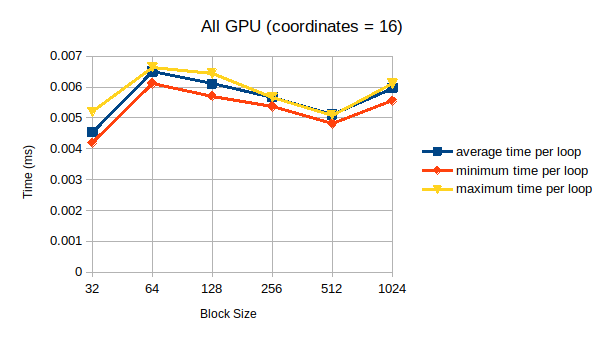 All GPU (coordinates = 16)
0.007
0.006
0.005
0.004
0.003
0.002
0.001
0
Time (ms)
32 64 128 256 512 1024
Block Size
average time per loop
minimum time per loop
maximum time per loop